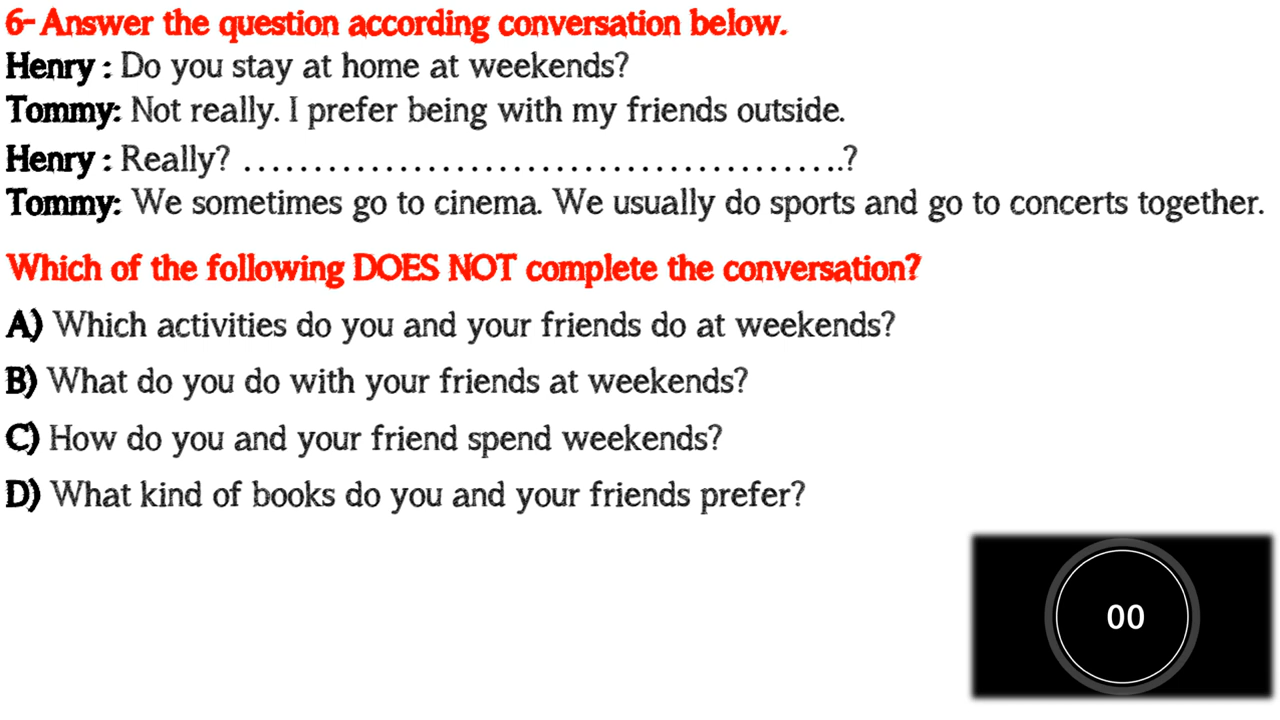 6- Answer the question according conversation below.
Henry : Do you stay at home at weekends?
Tommy: Not really. I prefer being with my friends outside.
Henry : Really? ……………………………………….?
Tommy: We sometimes go to cinema. We usually do sports and go to concerts together.
Which of the following DOES NOT complete the conversation?
A) Which activities do you and your friends do at weekends?
B) What do you do with your friends at weekends?
C) How do you and your friend spend weekends?
D) What kind of books do you and your friends prefer?
00